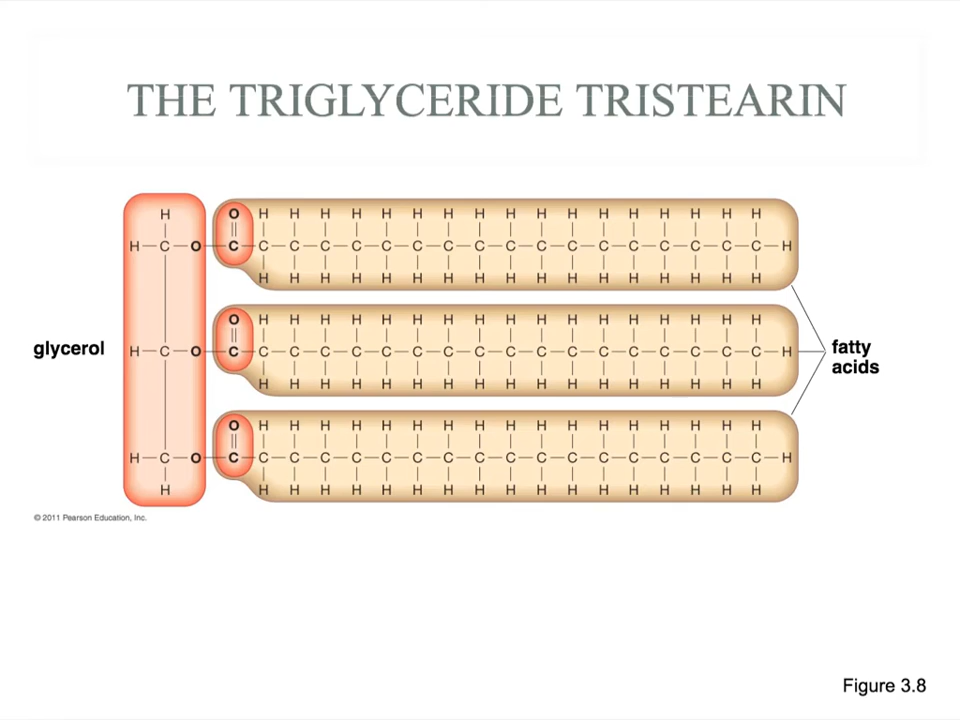 THE TRIGLYCERIDE TRISTEARIN
H O H H H H H H H H H H H H H H H H H
H—C—O—C—C—C—C—C—C—C—C—C—C—C—C—C—C—C—C—C—C—H
H H H H H H H H H H H H H H H H H
O H H H H H H H H H H H H H H H H H
glycerol H—C—O—C—C—C—C—C—C—C—C—C—C—C—C—C—C—C—C—C—C—H fatty
acids
H H H H H H H H H H H H H H H H H
O H H H H H H H H H H H H H H H H H
H—C—O—C—C—C—C—C—C—C—C—C—C—C—C—C—C—C—C—C—C—H
H H H H H H H H H H H H H H H H H H
© 2011 Pearson Education, Inc.
Figure 3.8